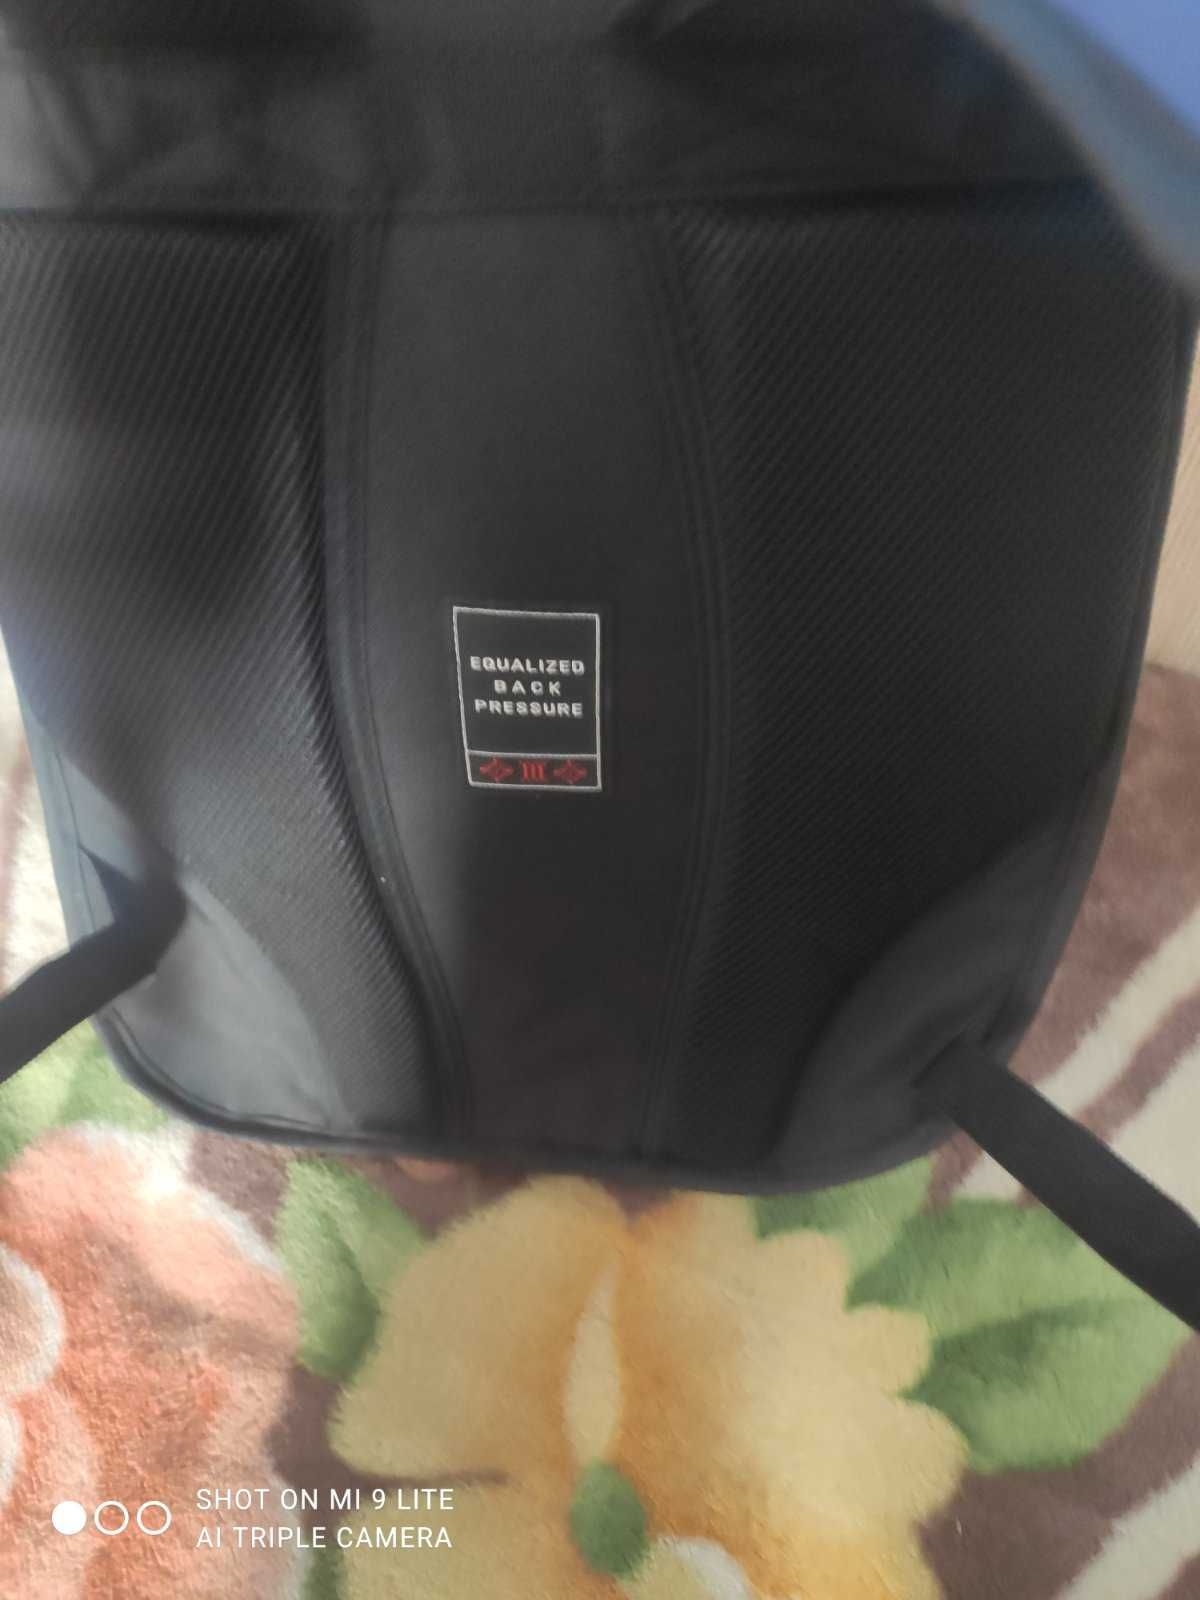 EQUALIZED
BACK
PRESSURE
III
SHOT ON MI 9 LITE
AI TRIPLE CAMERA